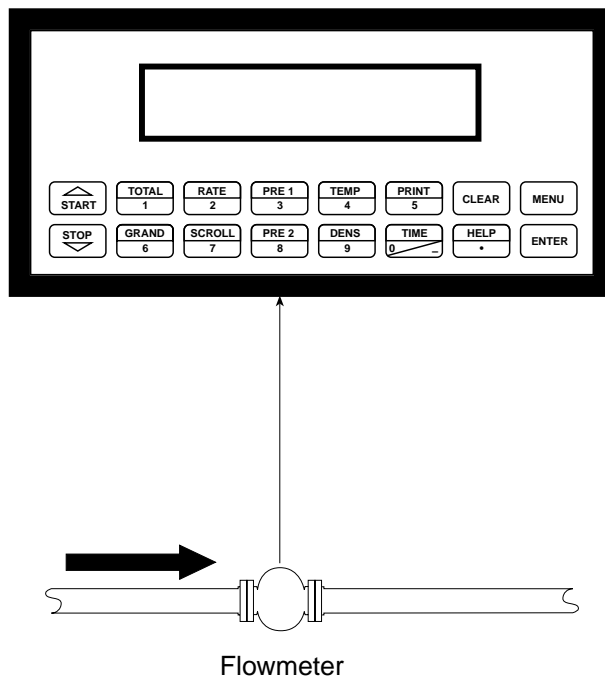 TOTAL RATE PRE 1 TEMP PRINT
START 1 2 3 4 5 CLEAR MENU
STOP GRAND SCROLL PRE 2 DENS TIME HELP ENTER
6 7 8 9 0 – •
Flowmeter